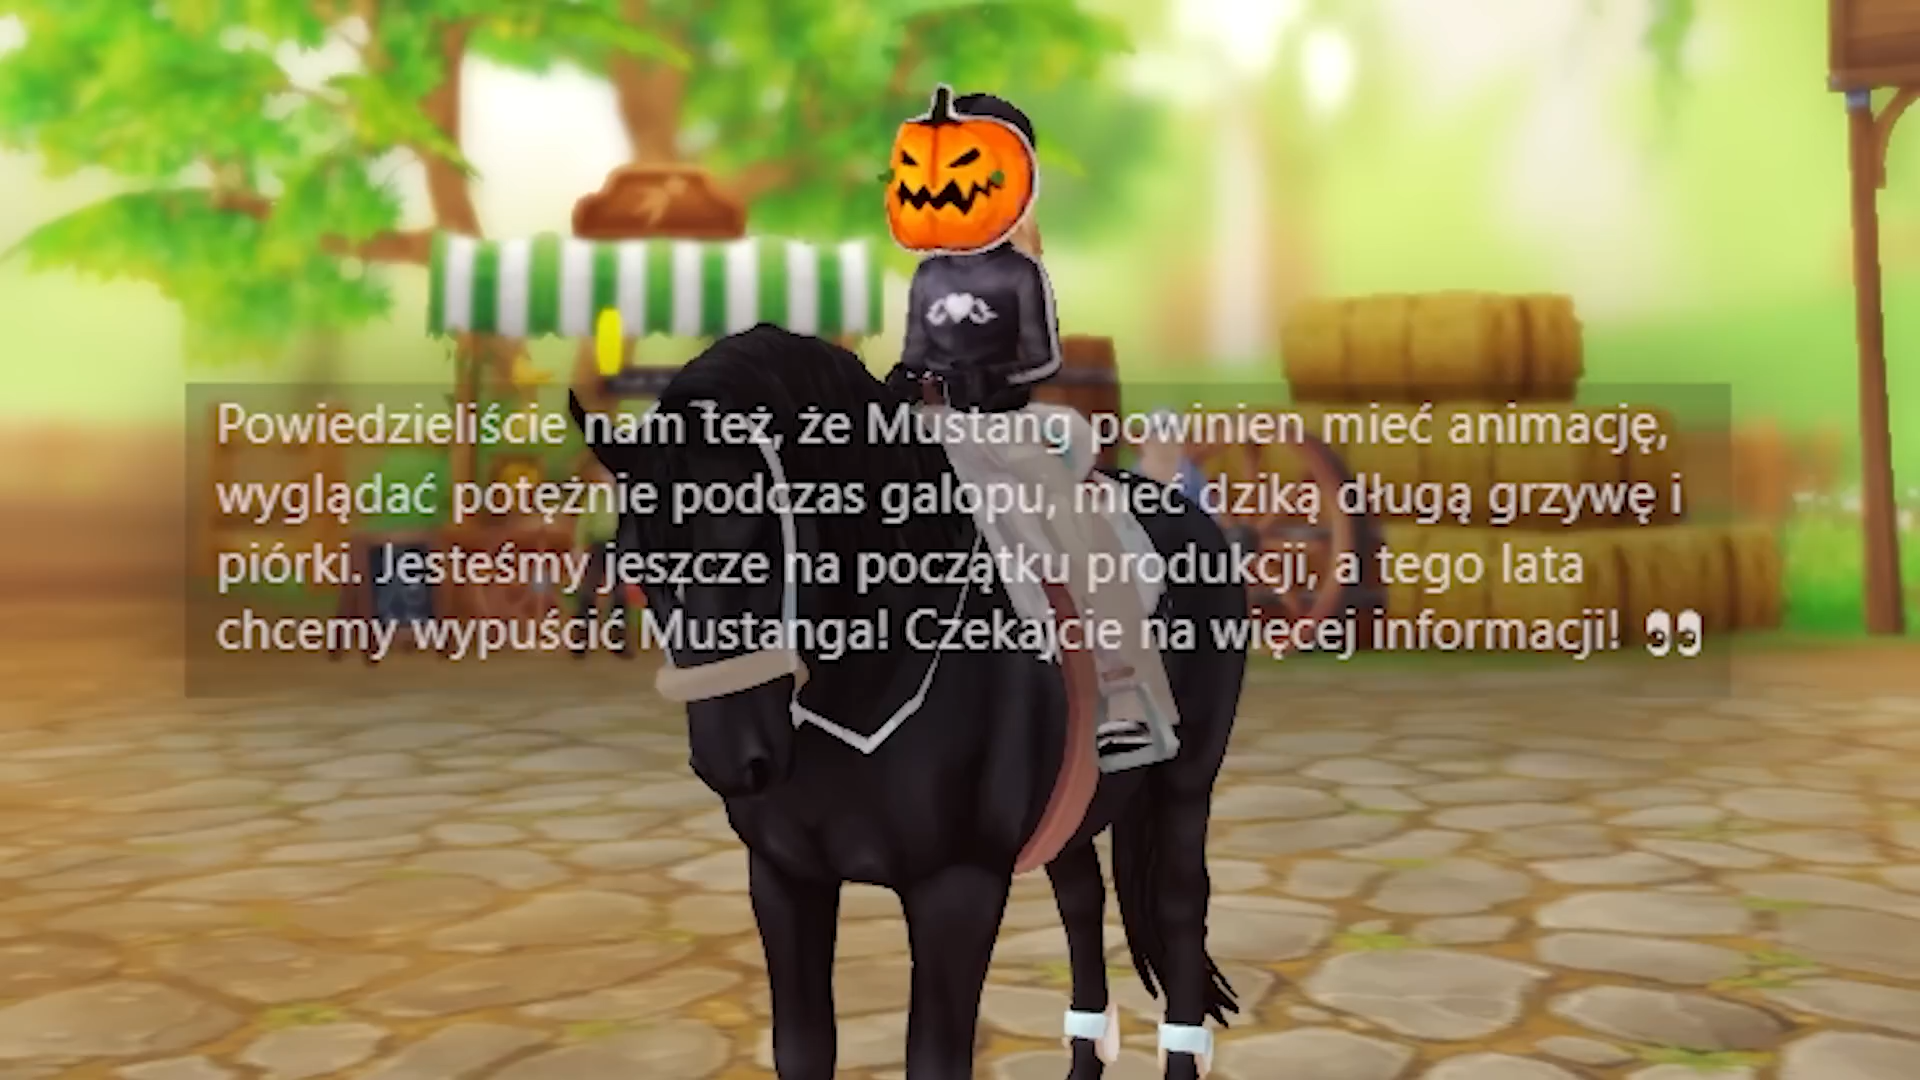 Powiedzieliście nam też, że Mustang powinien mieć animację,
wyglądać potężnie podczas galopu, mieć dziką długą grzywę i
piórki. Jesteśmy jeszcze na początku produkcji, a tego lata
chcemy wypuścić Mustanga! Czekajcie na więcej informacji! 👀